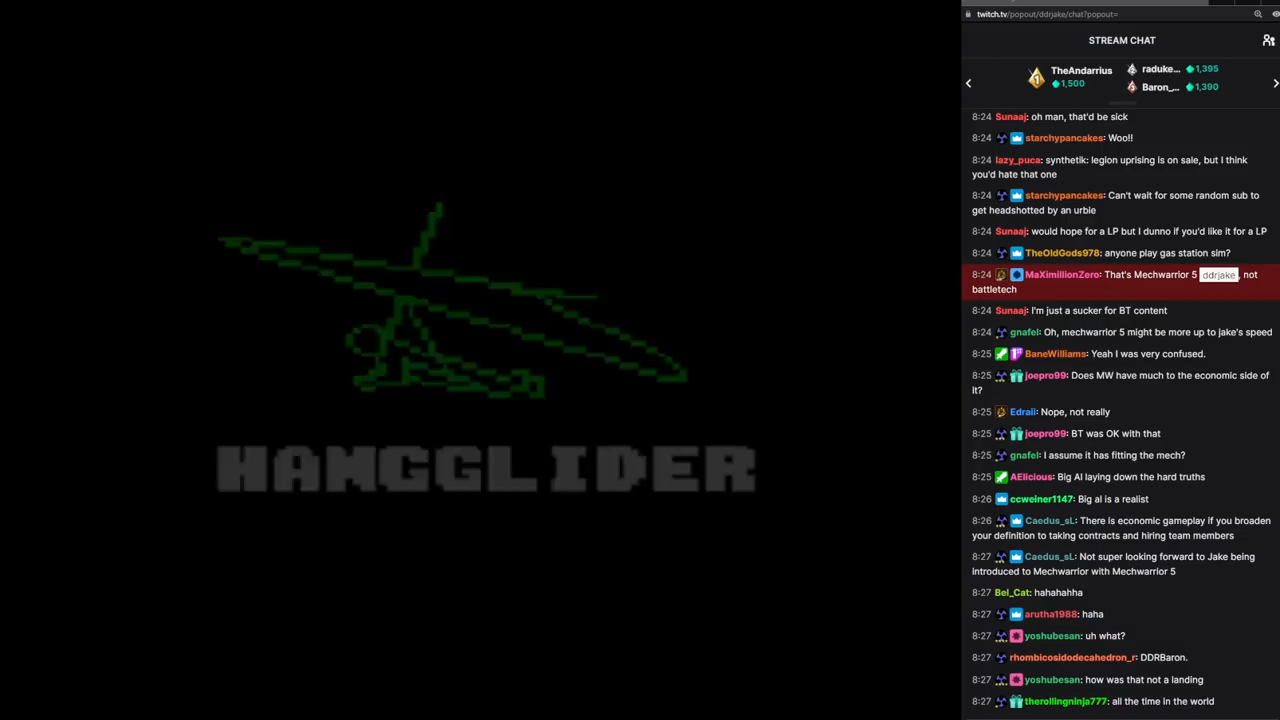 twitch.tv/popout/ddrjake/chat?popout=
STREAM CHAT
1
TheAndarrius
1,500
raduke... 1,395
Baron_... 1,390
8:24 Sunaaj: oh man, that'd be sick
8:24 starchypancakes: Woo!!
8:24 lazy_puca: synthetik: legion uprising is on sale, but I think
you'd hate that one
8:24 starchypancakes: Can't wait for some random sub to
get headshotted by an urbie
8:24 Sunaaj: would hope for a LP but I dunno if you'd like it for a LP
8:24 TheOldGods978: anyone play gas station sim?
8:24 MaXimillionZero: That's Mechwarrior 5 ddrjake, not
battletech
8:24 Sunaaj: I'm just a sucker for BT content
8:24 gnafel: Oh, mechwarrior 5 might be more up to jake's speed
8:25 BaneWilliams: Yeah I was very confused.
8:25 joepro99: Does MW have much to the economic side of
it?
8:25 Edraii: Nope, not really
8:25 joepro99: BT was OK with that
8:25 gnafel: I assume it has fitting the mech?
8:25 AElicious: Big Al laying down the hard truths
8:26 ccweiner1147: Big al is a realist
8:26 Caedus_sL: There is economic gameplay if you broaden
your definition to taking contracts and hiring team members
8:27 Caedus_sL: Not super looking forward to Jake being
introduced to Mechwarrior with Mechwarrior 5
8:27 Bel_Cat: hahahahha
8:27 arutha1988: haha
8:27 yoshubesan: uh what?
8:27 rhombicosidodecahedron_r: DDRBaron.
8:27 yoshubesan: how was that not a landing
8:27 therollingninja777: all the time in the world
HANGGLIDER